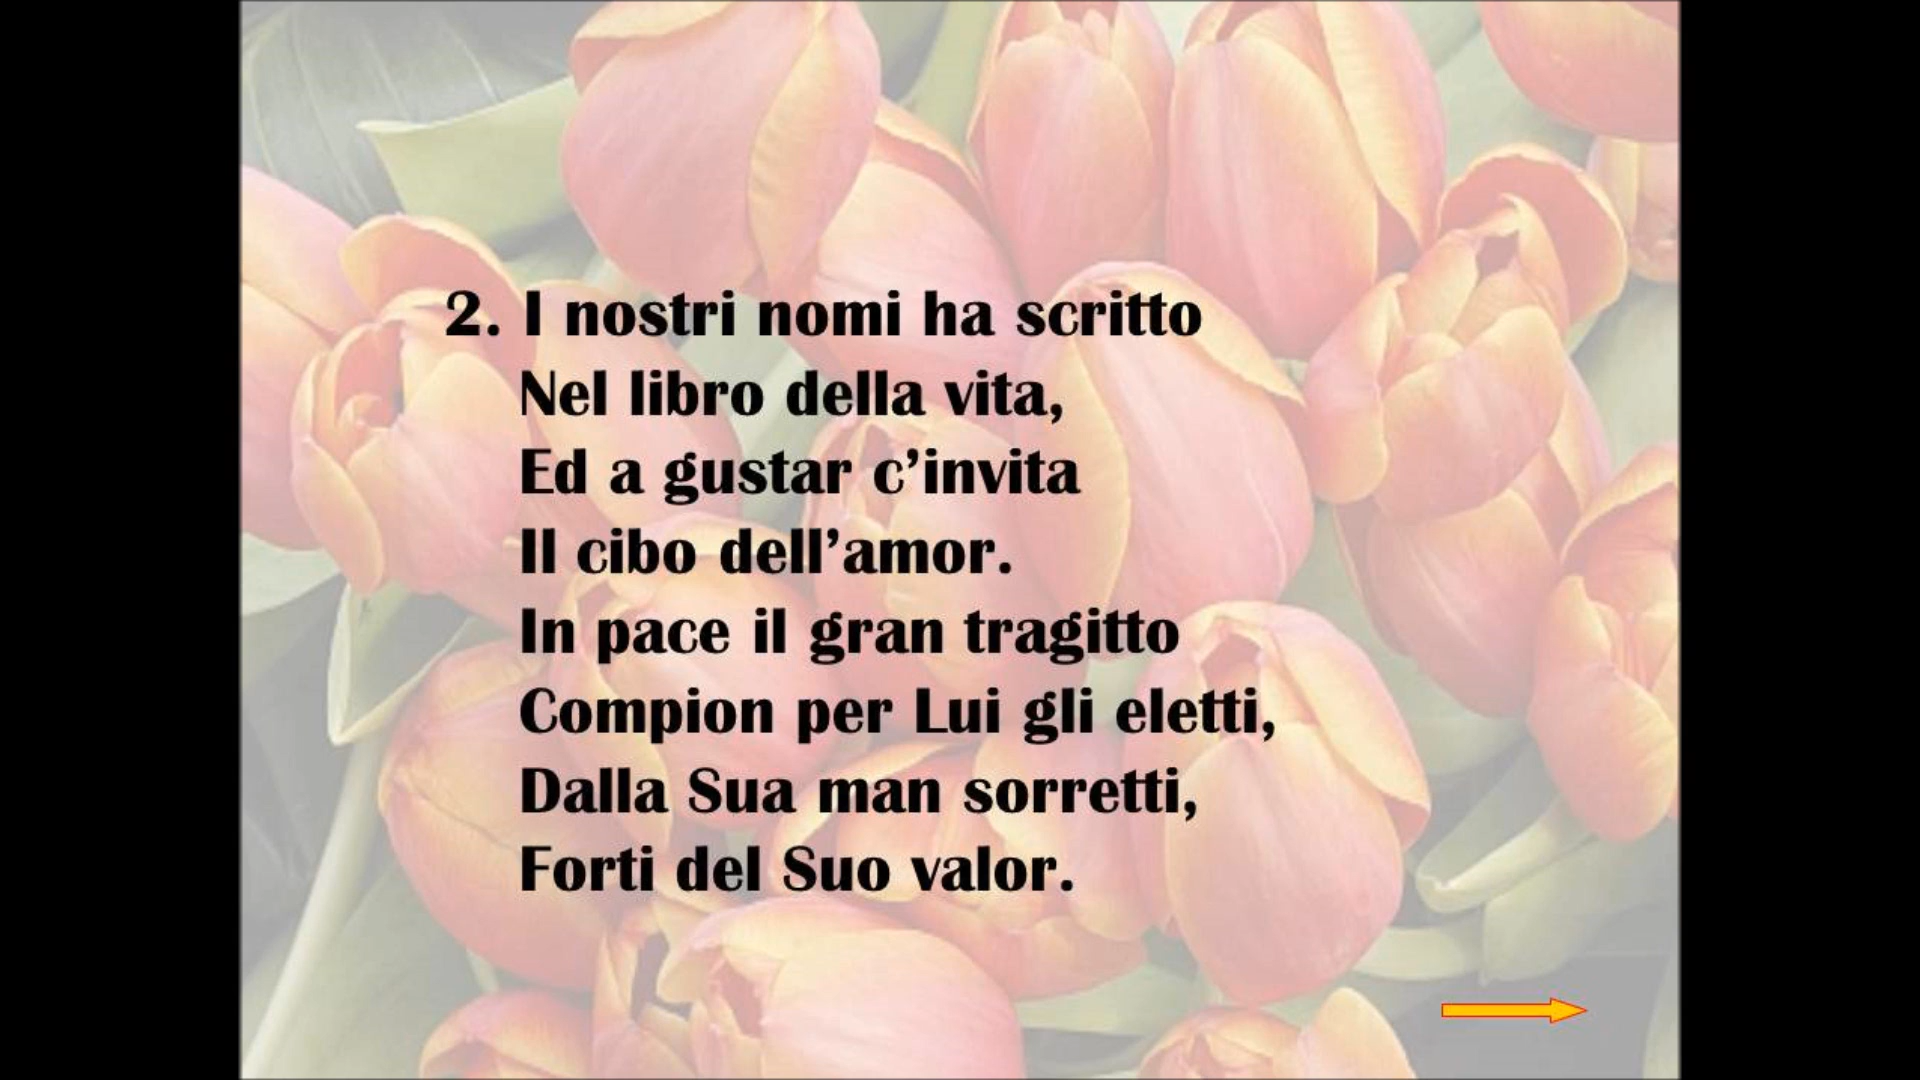 2. I nostri nomi ha scritto
Nel libro della vita,
Ed a gustar c’invita
Il cibo dell’amor.
In pace il gran tragitto
Compion per Lui gli eletti,
Dalla Sua man sorretti,
Forti del Suo valor.